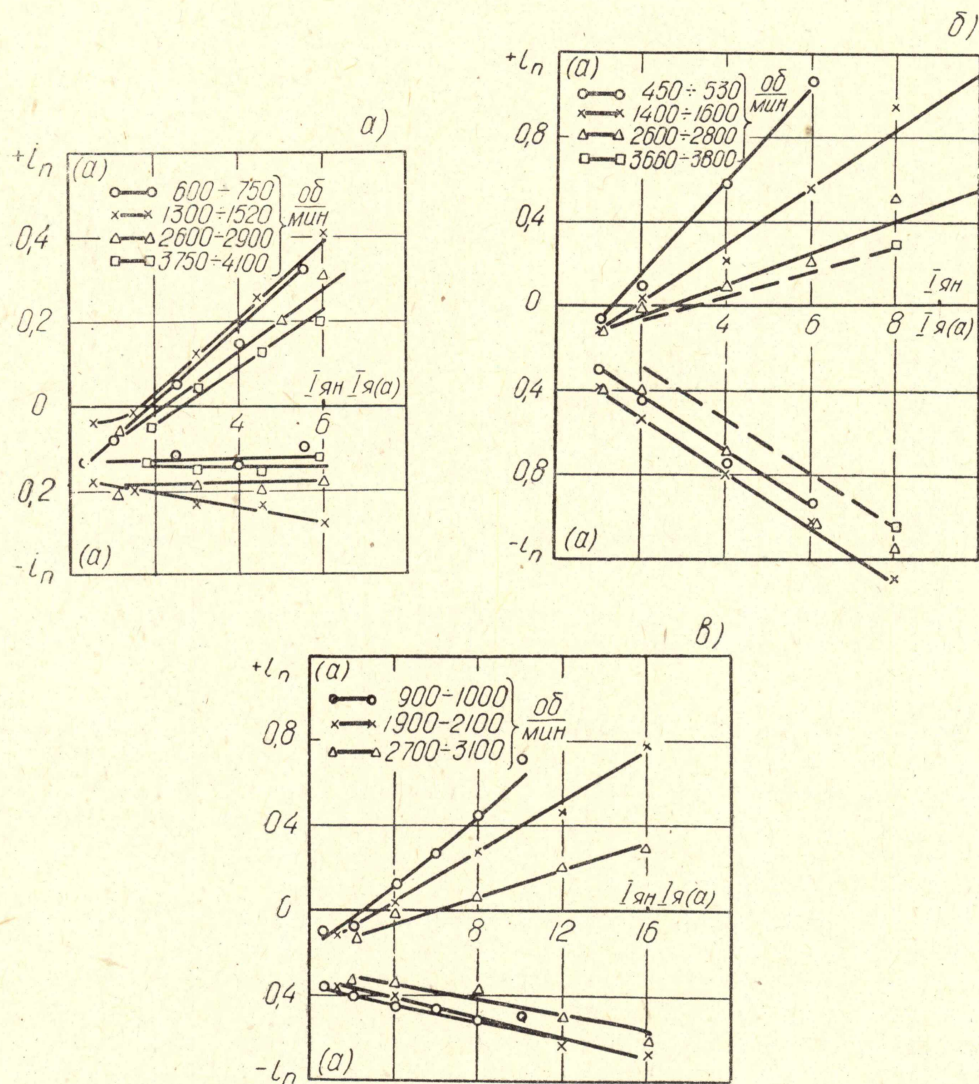 а)
+iп
(а)
600÷750
1300÷1520
2600÷2900
3750÷4100
об
мин
0,4
0,2
Iян Iя(а)
0
4
6
0,2
(а)
-iп
б)
+iп
(а)
450÷530
1400÷1600
2600÷2800
3660÷3800
об
мин
0,8
0,4
0
Iян
2
4
6
8
Iя(а)
0,4
0,8
(а)
-iп
в)
+iп
(а)
900÷1000
1900-2100
2700÷3100
об
мин
0,8
0,4
Iян Iя(а)
0
8
12
16
0,4
(а)
-iп